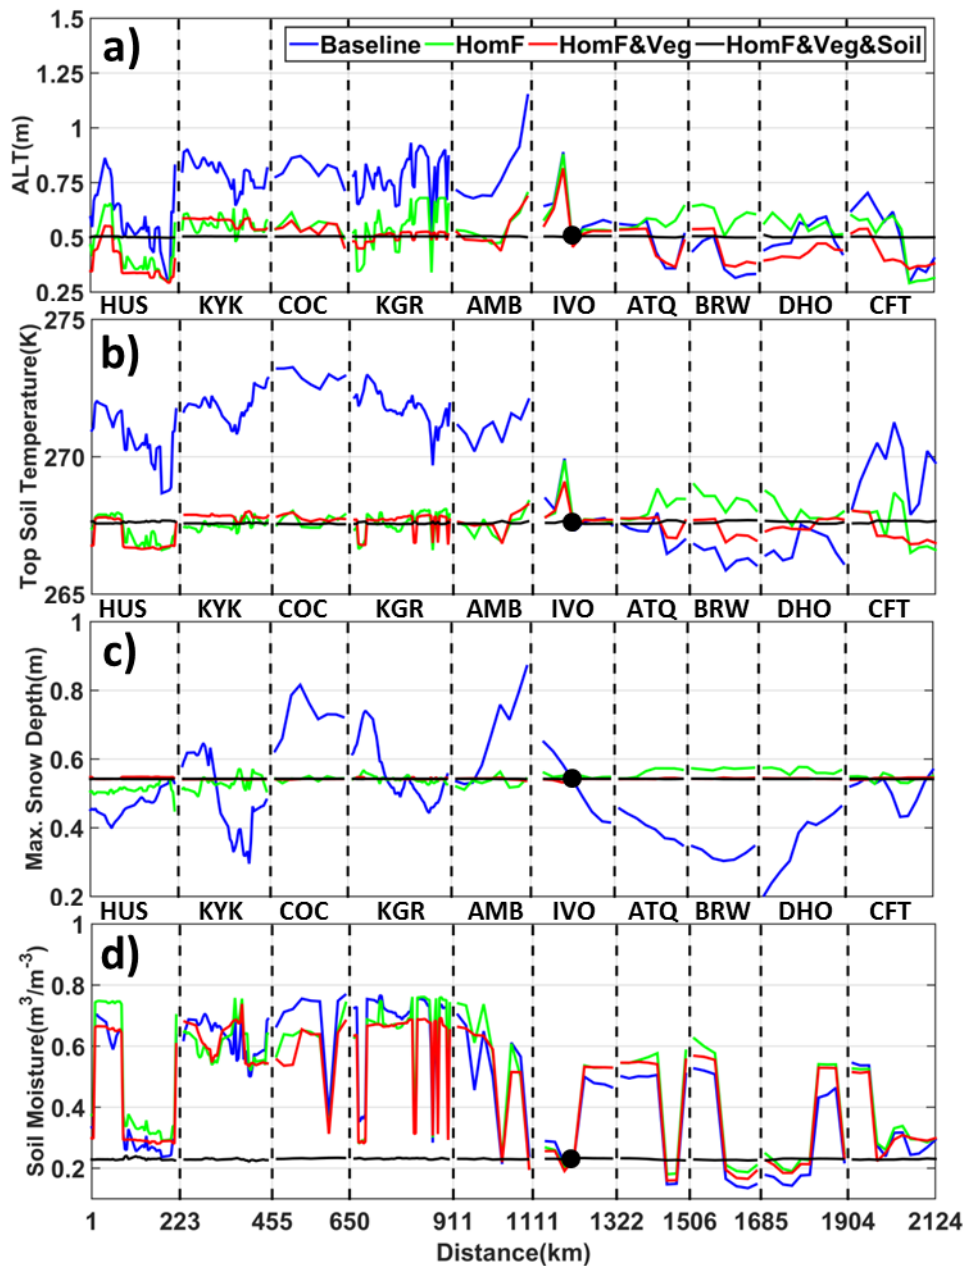 a)
Baseline HomF HomF&Veg HomF&Veg&Soil
ALT(m)
1.5
1.25
1
0.75
0.5
0.25
HUS KYK COC KGR AMB IVO ATQ BRW DHO CFT
b)
Top Soil Temperature(K)
275
270
265
HUS KYK COC KGR AMB IVO ATQ BRW DHO CFT
c)
Max. Snow Depth(m)
1
0.8
0.6
0.4
0.2
HUS KYK COC KGR AMB IVO ATQ BRW DHO CFT
d)
Soil Moisture(m³/m⁻³)
0.8
0.6
0.4
0.2
1 223 455 650 911 1111 1322 1506 1685 1904 2124
Distance(km)